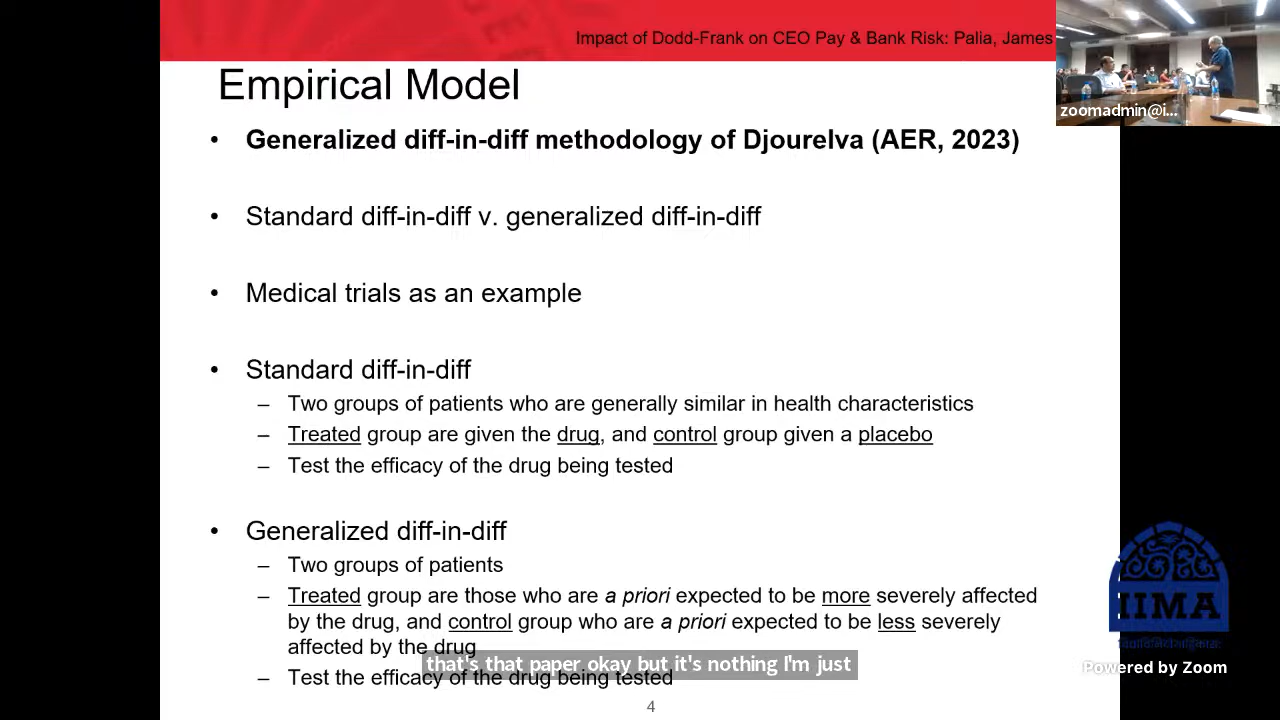 Impact of Dodd-Frank on CEO Pay & Bank Risk: Palia, James
zoomadmin@i...
Empirical Model
• Generalized diff-in-diff methodology of Djourelva (AER, 2023)
• Standard diff-in-diff v. generalized diff-in-diff
• Medical trials as an example
• Standard diff-in-diff
– Two groups of patients who are generally similar in health characteristics
– Treated group are given the drug, and control group given a placebo
– Test the efficacy of the drug being tested
• Generalized diff-in-diff
– Two groups of patients
– Treated group are those who are a priori expected to be more severely affected
by the drug, and control group who are a priori expected to be less severely
affected by the drug
– Test the efficacy of the drug being tested
that's that paper okay but it's nothing I'm just
4
IIMA
Powered by Zoom